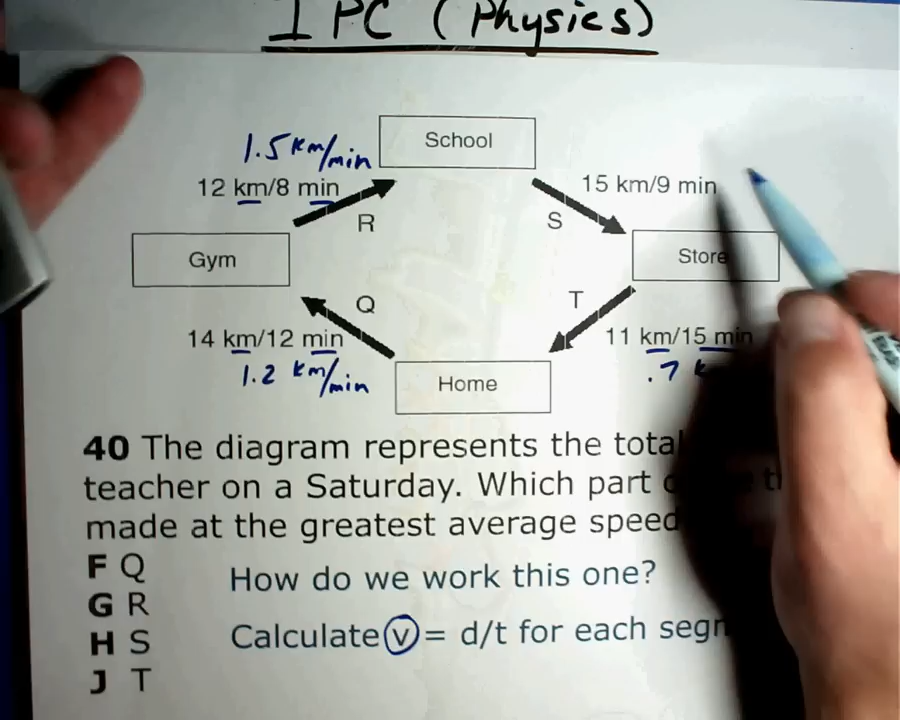 IPC (Physics)
School
1.5 km/min
12 km/8 min
15 km/9 min
R
S
Gym
Store
Q
T
14 km/12 min
11 km/15 min
1.2 km/min
.7 k
Home
40 The diagram represents the total
teacher on a Saturday. Which part
made at the greatest average speed
F Q
How do we work this one?
G R
H S
Calculate v = d/t for each
J T